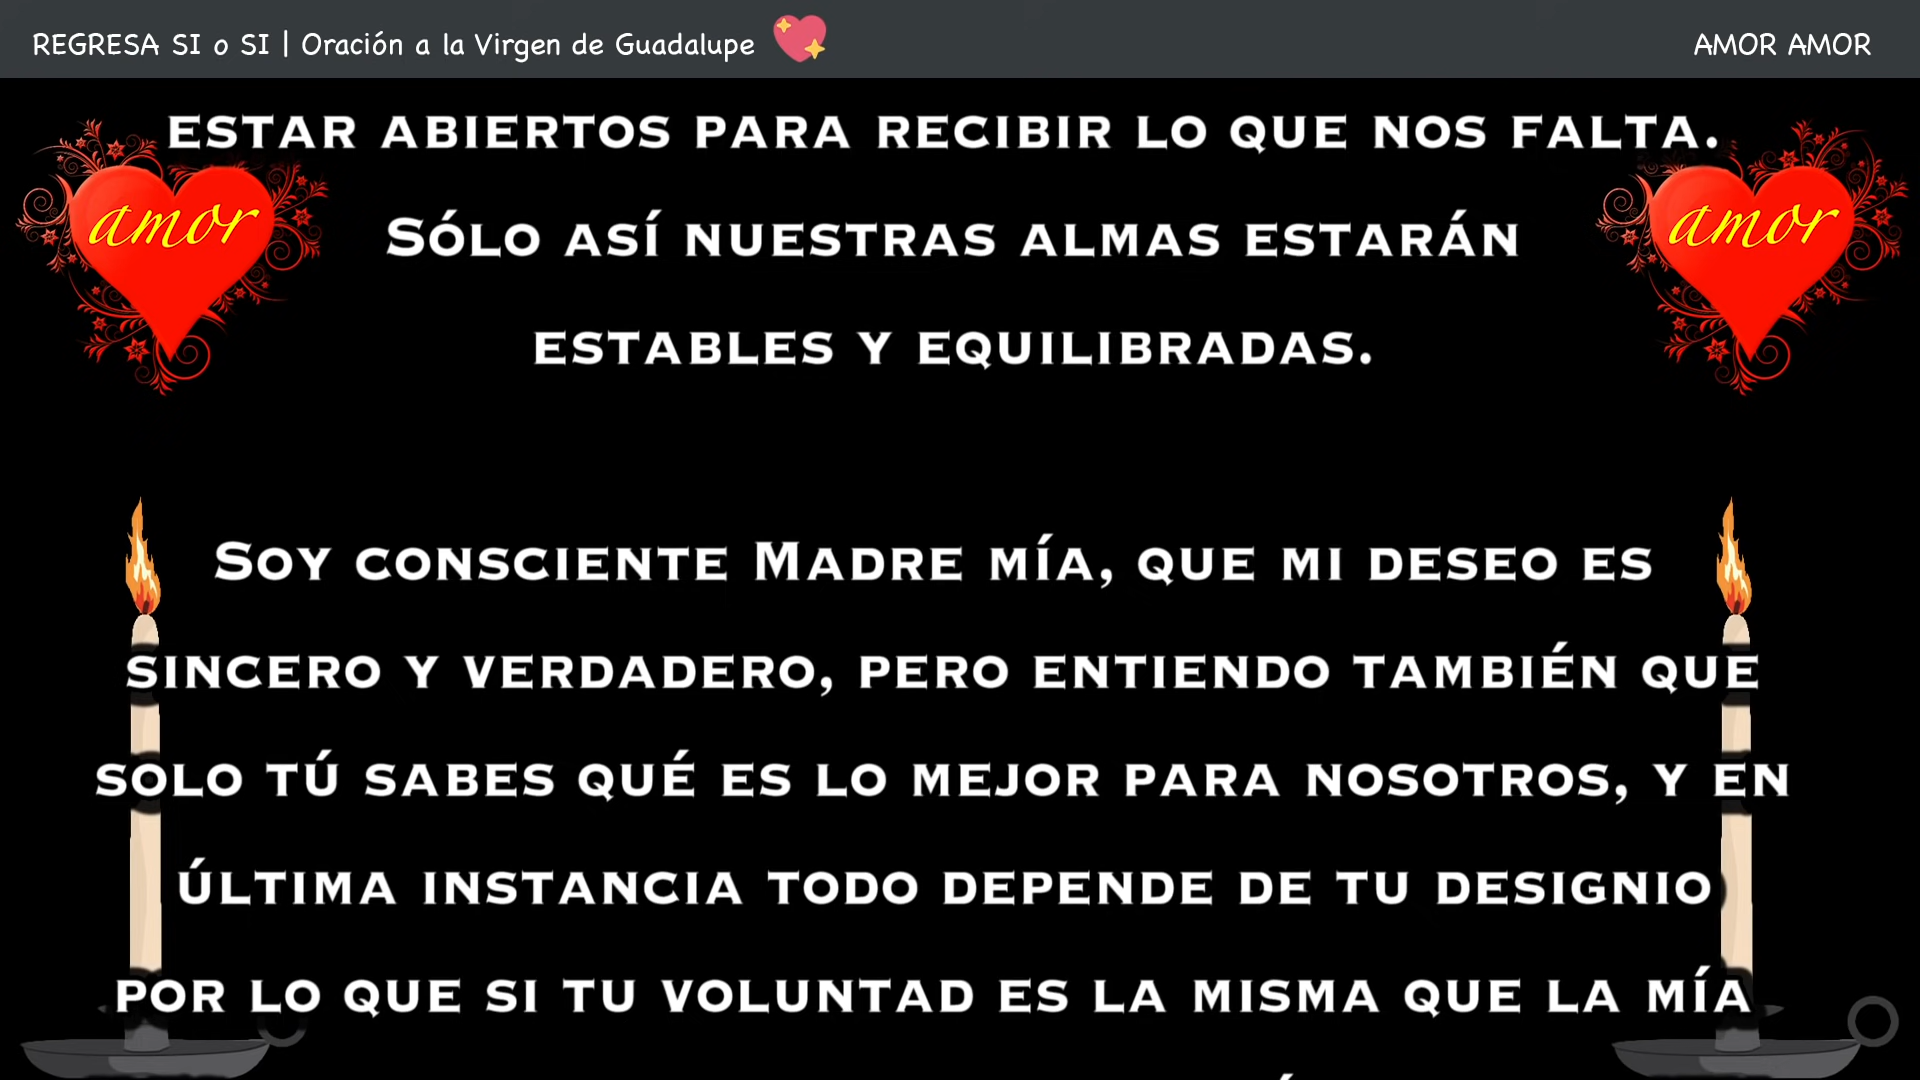 REGRESA SI o SI | Oración a la Virgen de Guadalupe
AMOR AMOR
ESTAR ABIERTOS PARA RECIBIR LO QUE NOS FALTA.
amor
amor
SÓLO ASÍ NUESTRAS ALMAS ESTARÁN
ESTABLES Y EQUILIBRADAS.
SOY CONSCIENTE MADRE MÍA, QUE MI DESEO ES
SINCERO Y VERDADERO, PERO ENTIENDO TAMBIÉN QUE
SOLO TÚ SABES QUÉ ES LO MEJOR PARA NOSOTROS, Y EN
ÚLTIMA INSTANCIA TODO DEPENDE DE TU DESIGNIO
POR LO QUE SI TU VOLUNTAD ES LA MISMA QUE LA MÍA